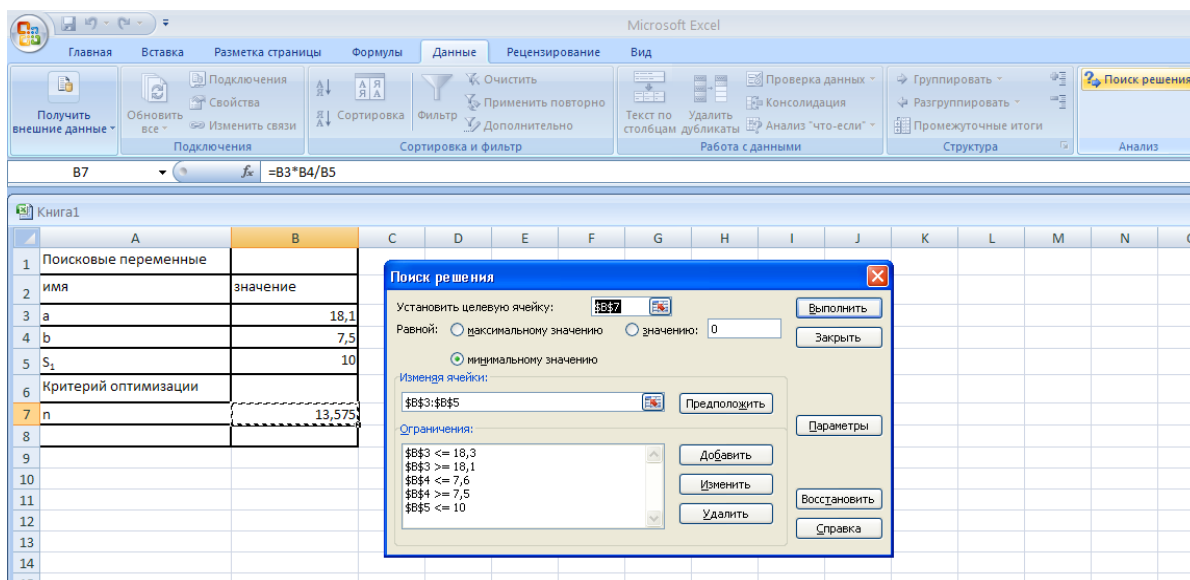 Microsoft Excel
Главная Вставка Разметка страницы Формулы Данные Рецензирование Вид
Получить внешние данные
Обновить все
Подключения
Свойства
Изменить связи
Подключения
Сортировка
Фильтр
Очистить
Применить повторно
Дополнительно
Сортировка и фильтр
Текст по столбцам
Удалить дубликаты
Проверка данных
Консолидация
Анализ "что-если"
Работа с данными
Группировать
Разгруппировать
Промежуточные итоги
Структура
Поиск решения
Анализ
B7 fx =B3*B4/B5
Книга1
A B C D E F G H I J K L M N
1 Поисковые переменные
2 имя значение
3 a 18,1
4 b 7,5
5 S₁ 10
6 Критерий оптимизации
7 n 13,575
8
9
10
11
12
13
14
Поиск решения
Установить целевую ячейку: $B$7
Равной: максимальному значению значению: 0
минимальному значению
Изменяя ячейки:
$B$3:$B$5 Предположить
Ограничения:
$B$3 <= 18,3
$B$3 >= 18,1
$B$4 <= 7,6
$B$4 >= 7,5
$B$5 <= 10
Добавить
Изменить
Удалить
Выполнить
Закрыть
Параметры
Восстановить
Справка